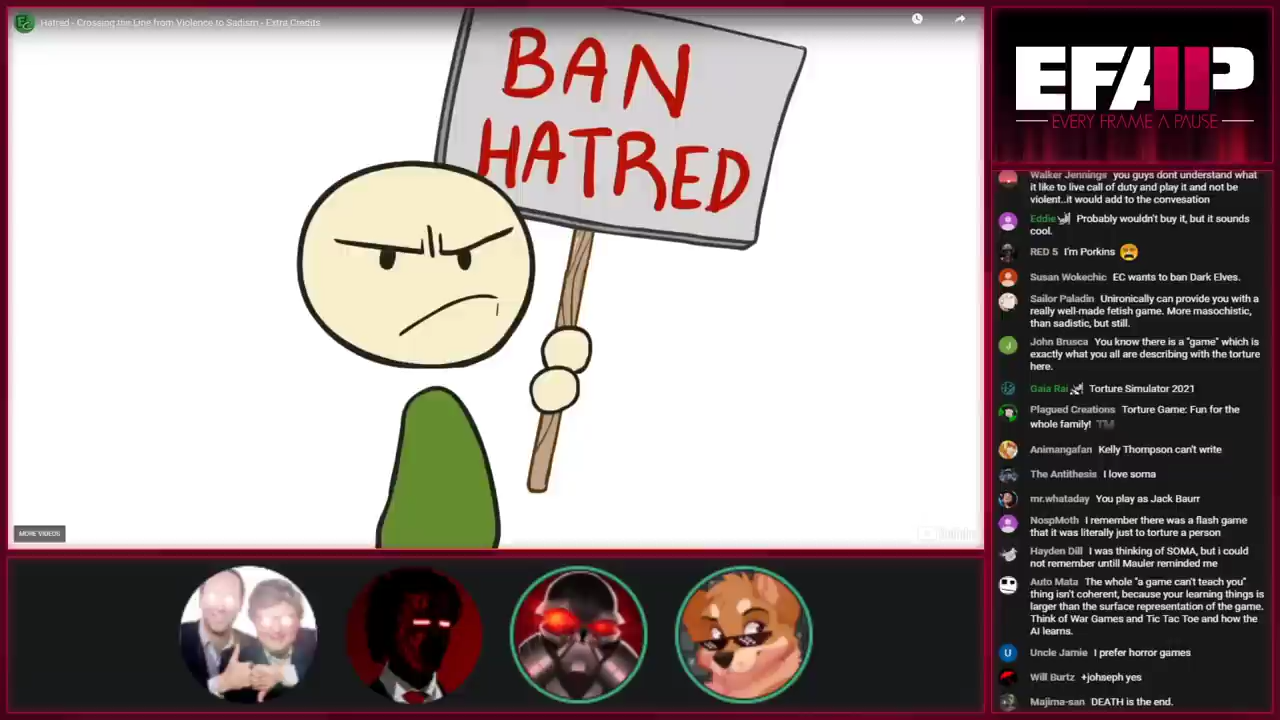 Hatred - Crossing the Line from Violence to Sadism - Extra Credits
BAN
HATRED
MORE VIDEOS
EFAP
EVERY FRAME A PAUSE
Walker Jennings you guys dont understand what
it like to live call of duty and play it and not be
violent..it would add to the convesation
Eddie Probably wouldn't buy it, but it sounds
cool.
RED 5 I'm Porkins
Susan Wokechic EC wants to ban Dark Elves.
Sailor Paladin Unironically can provide you with a
really well-made fetish game. More masochistic,
than sadistic, but still.
John Brusca You know there is a "game" which is
exactly what you all are describing with the torture
here.
Gaia Rai Torture Simulator 2021
Plagued Creations Torture Game: Fun for the
whole family! TM
Animangafan Kelly Thompson can't write
The Antithesis I love soma
mr.whataday You play as Jack Baurr
NospMoth I remember there was a flash game
that it was literally just to torture a person
Hayden Dill I was thinking of SOMA, but i could
not remember untill Mauler reminded me
Auto Mata The whole "a game can't teach you"
thing isn't coherent, because your learning things is
larger than the surface representation of the game.
Think of War Games and Tic Tac Toe and how the
AI learns.
Uncle Jamie I prefer horror games
Will Burtz +johseph yes
Majima-san DEATH is the end.